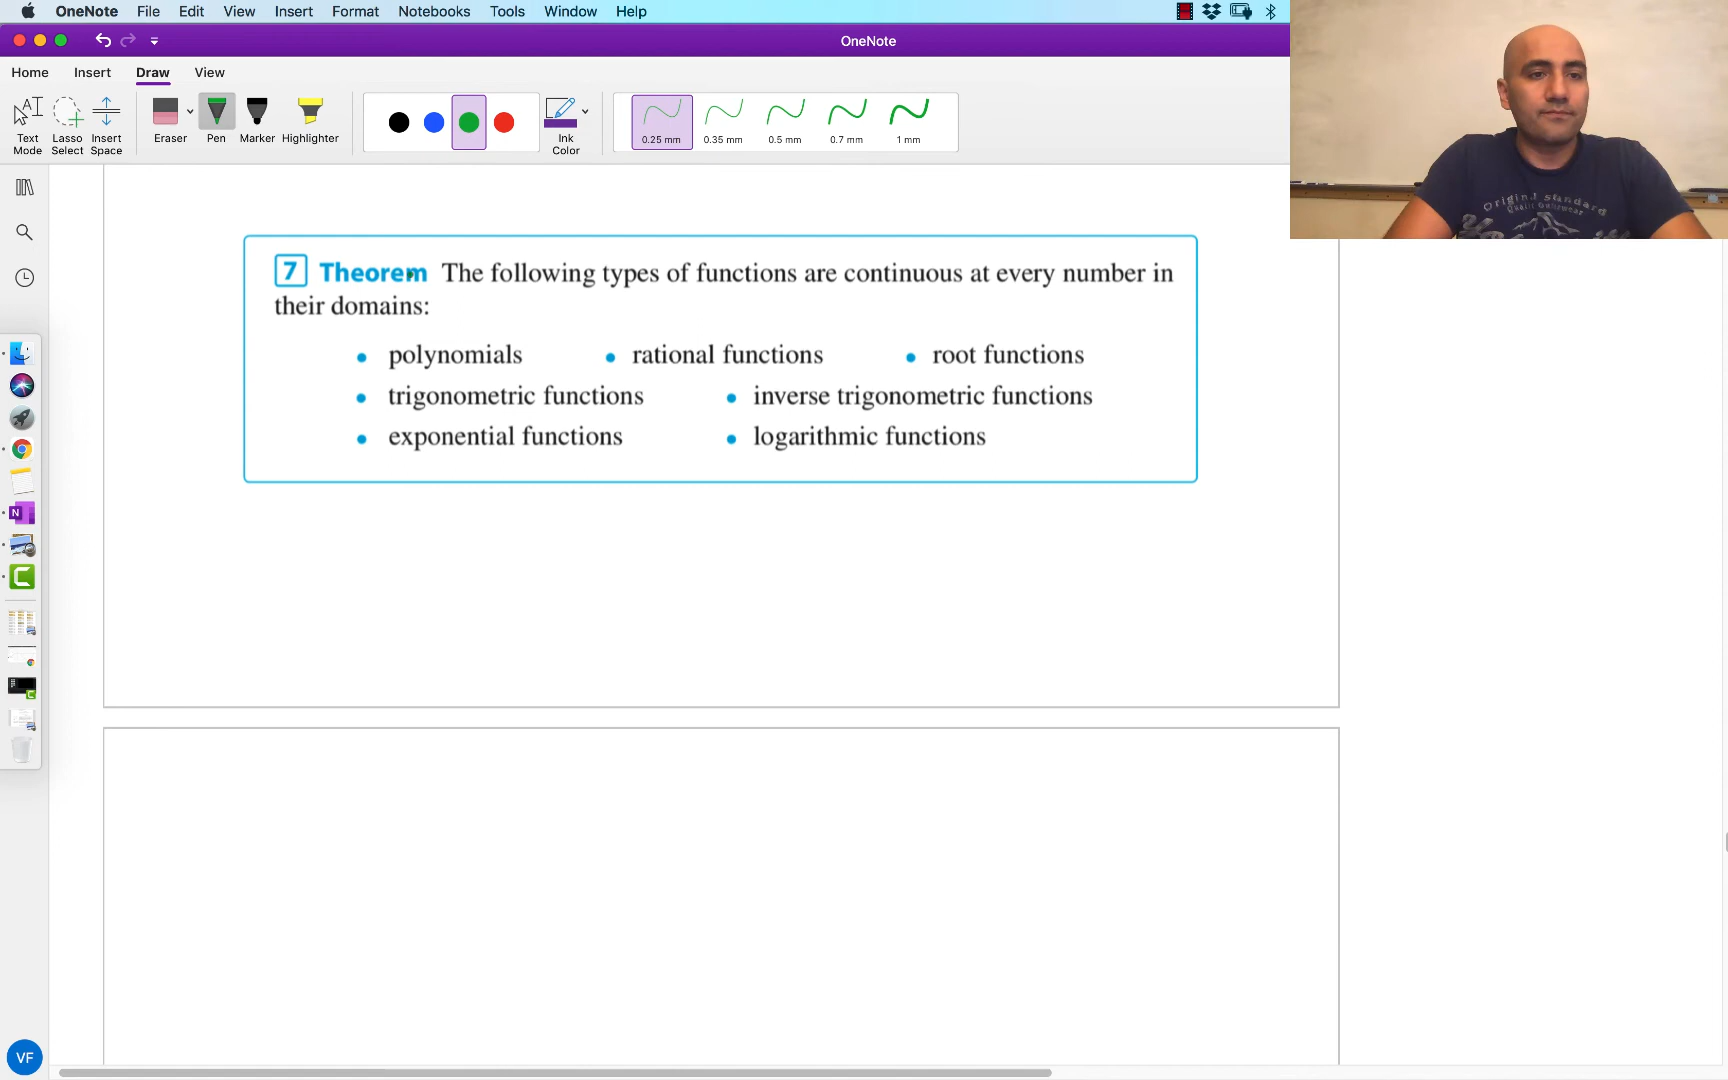 OneNote File Edit View Insert Format Notebooks Tools Window Help
OneNote
Home Insert Draw View
Text Mode
Lasso Select
Insert Space
Eraser
Pen
Marker
Highlighter
Ink Color
0.25 mm
0.35 mm
0.5 mm
0.7 mm
1 mm
Original Standard
7 Theorem The following types of functions are continuous at every number in
their domains:
• polynomials • rational functions • root functions
• trigonometric functions • inverse trigonometric functions
• exponential functions • logarithmic functions
N
C
VF